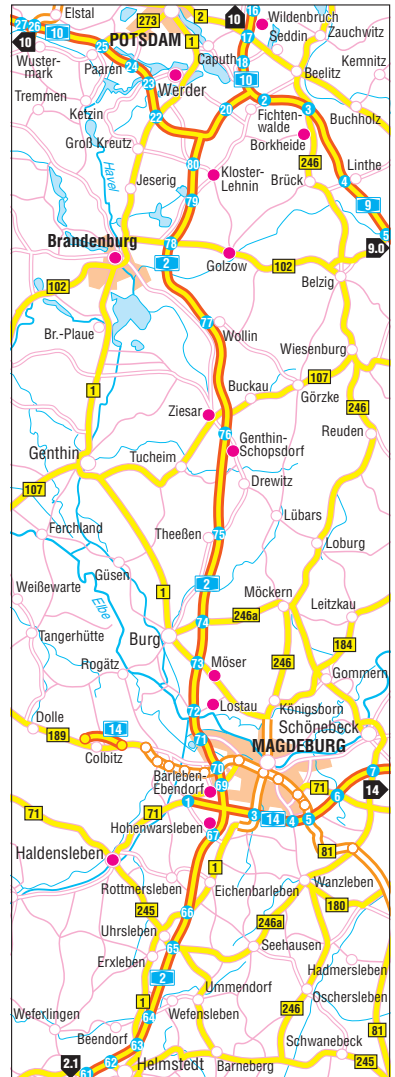 Elstal
273
2
10
16
Wildenbruch
27
26
10
POTSDAM
1
17
Seddin
Zauchwitz
10
25
Wuster-
mark
Paaren
24
Caputh
18
Kemnitz
23
Werder
10
Beelitz
Tremmen
Ketzin
22
20
2
3
Fichten-
walde
Buchholz
Groß Kreutz
Borkheide
80
246
Linthe
Havel
Jeserig
Kloster-
Lehnin
Brück
4
79
9
Brandenburg
78
5
2
Golzow
102
9.0
102
Belzig
77
Wollin
Br.-Plaue
Wiesenburg
1
Buckau
107
Görzke
Ziesar
246
76
Genthin-
Schopsdorf
Reuden
Genthin
Tucheim
107
Drewitz
Ferchland
Lübars
Theeßen
75
Loburg
Güsen
2
Weißewarte
Elbe
1
Möckern
Leitzkau
74
246a
Tangerhütte
Burg
184
73
Möser
246
Rogätz
Gommern
72
Lostau
Königsborn
Dolle
14
71
Schönebeck
189
MAGDEBURG
Colbitz
70
7
Barleben-
Ebendorf
69
71
14
71
1
6
3
14
4
5
Hohenwarsleben
67
81
Haldensleben
1
Rottmersleben
Eichenbarleben
Wanzleben
245
66
180
Uhrsleben
246a
65
Seehausen
Erxleben
2
Hadmersleben
Ummendorf
1
Oschersleben
Weferlingen
64
Wefensleben
246
Beendorf
63
81
2.1
62
Schwanebeck
61
Helmstedt
Barneberg
245